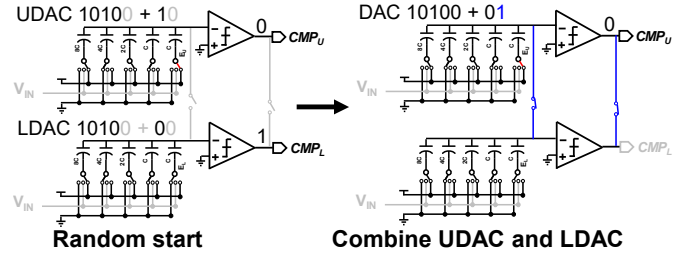 UDAC 10100 + 10
0
CMPU
8C 4C 2C C C EU
VIN
LDAC 10100 + 00
1
CMPL
8C 4C 2C C C EL
VIN
Random start
DAC 10100 + 01
0
CMPU
8C 4C 2C C C EU
VIN
CMPL
8C 4C 2C C C EL
VIN
Combine UDAC and LDAC